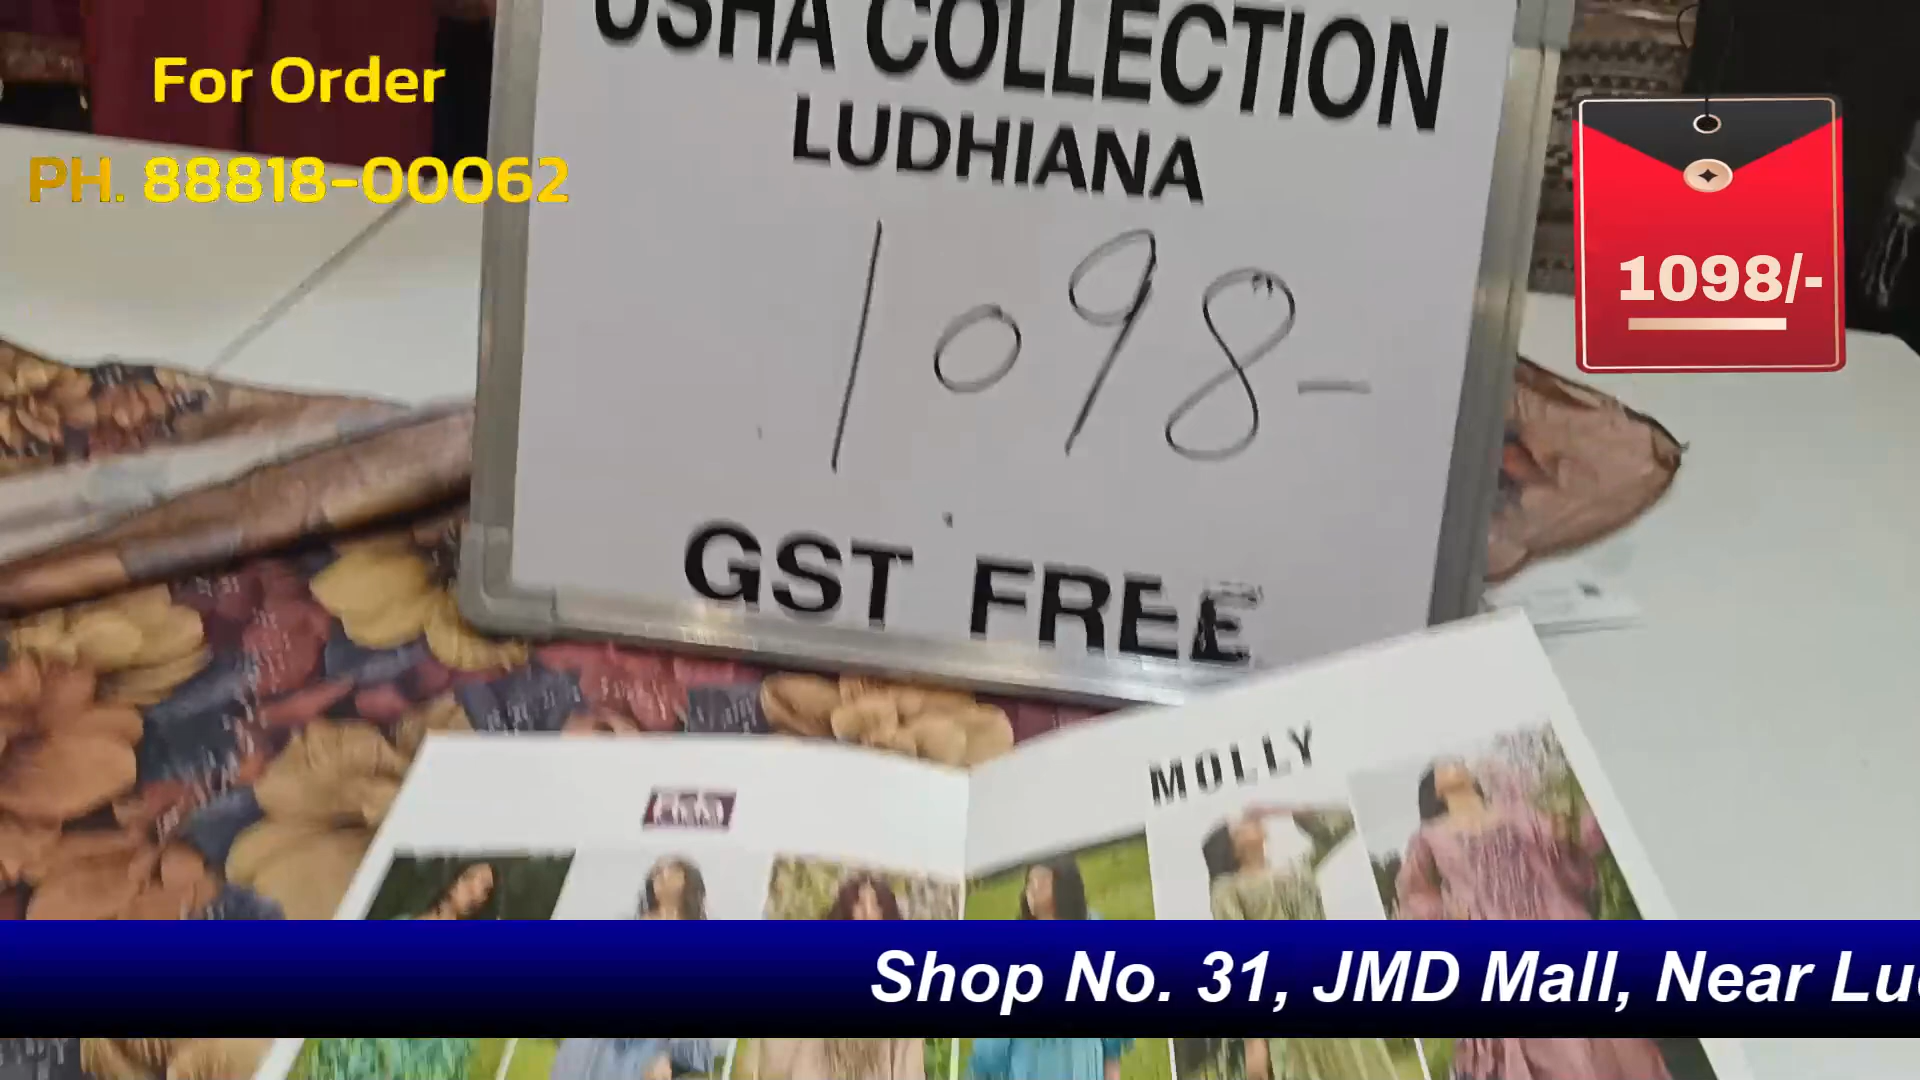 For Order
PH. 88818-00062
USHA COLLECTION
LUDHIANA
1098-
GST FREE
1098/-
MOLLY
Shop No. 31, JMD Mall, Near Lu